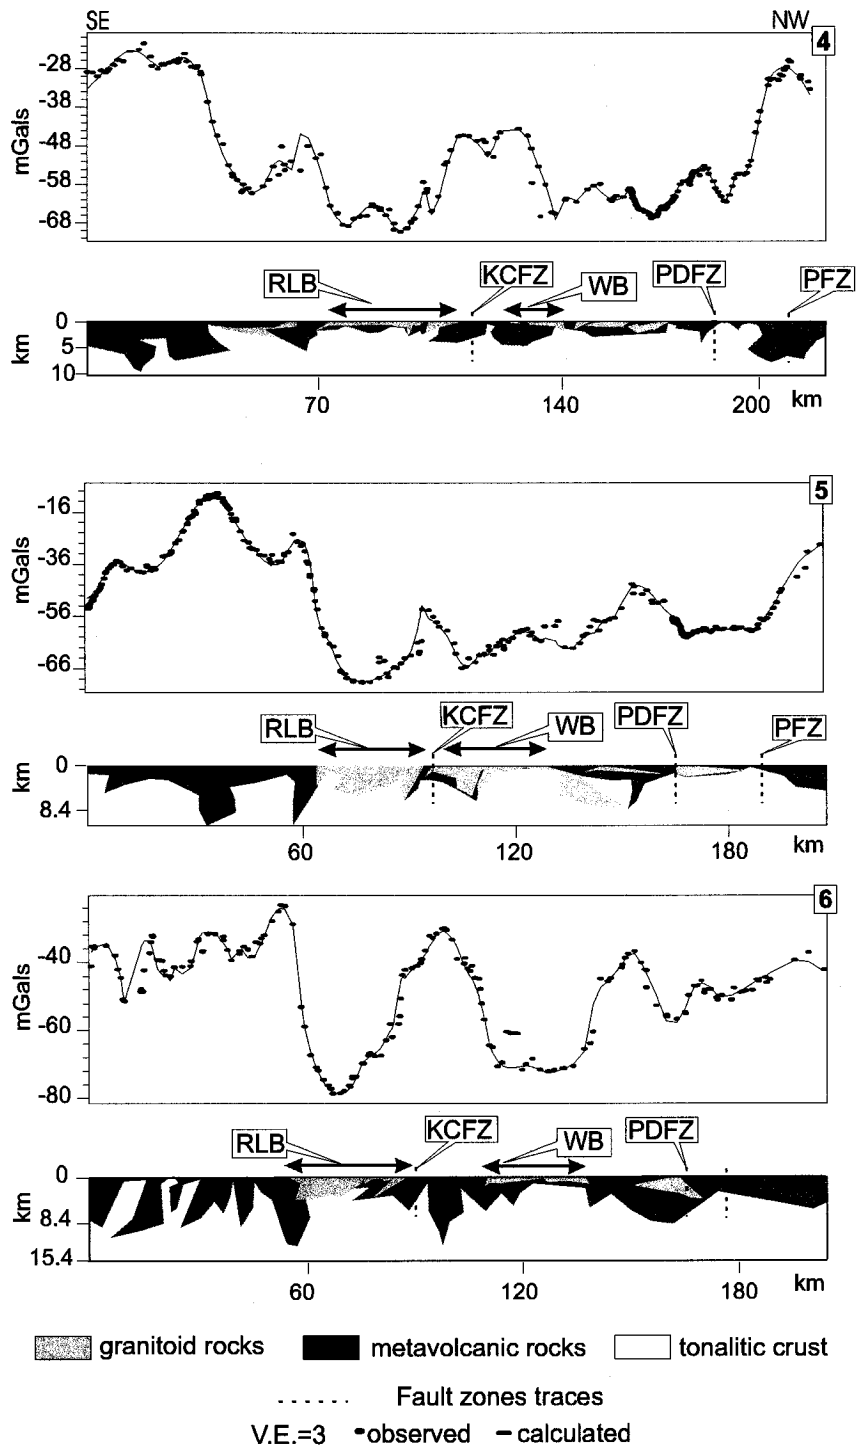 SE NW 4
-28
-38
-48
-58
-68
mGals
RLB KCFZ WB PDFZ PFZ
0
5
10
km
70 140 200 km
5
-16
-36
-56
-66
mGals
RLB KCFZ WB PDFZ PFZ
0
8.4
km
60 120 180 km
6
-40
-60
-80
mGals
RLB KCFZ WB PDFZ
0
8.4
15.4
km
60 120 180 km
granitoid rocks metavolcanic rocks tonalitic crust
Fault zones traces
V.E.=3 observed calculated